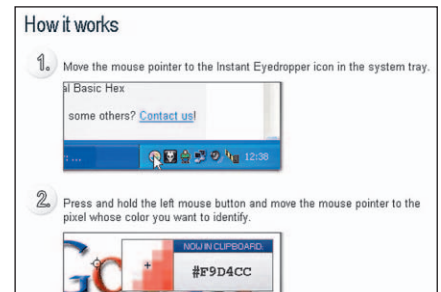 How it works
1.
Move the mouse pointer to the Instant Eyedropper icon in the system tray.
al Basic Hex
some others? Contact us!
12:38
2.
Press and hold the left mouse button and move the mouse pointer to the
pixel whose color you want to identify.
NOW IN CLIPBOARD:
#F9D4CC